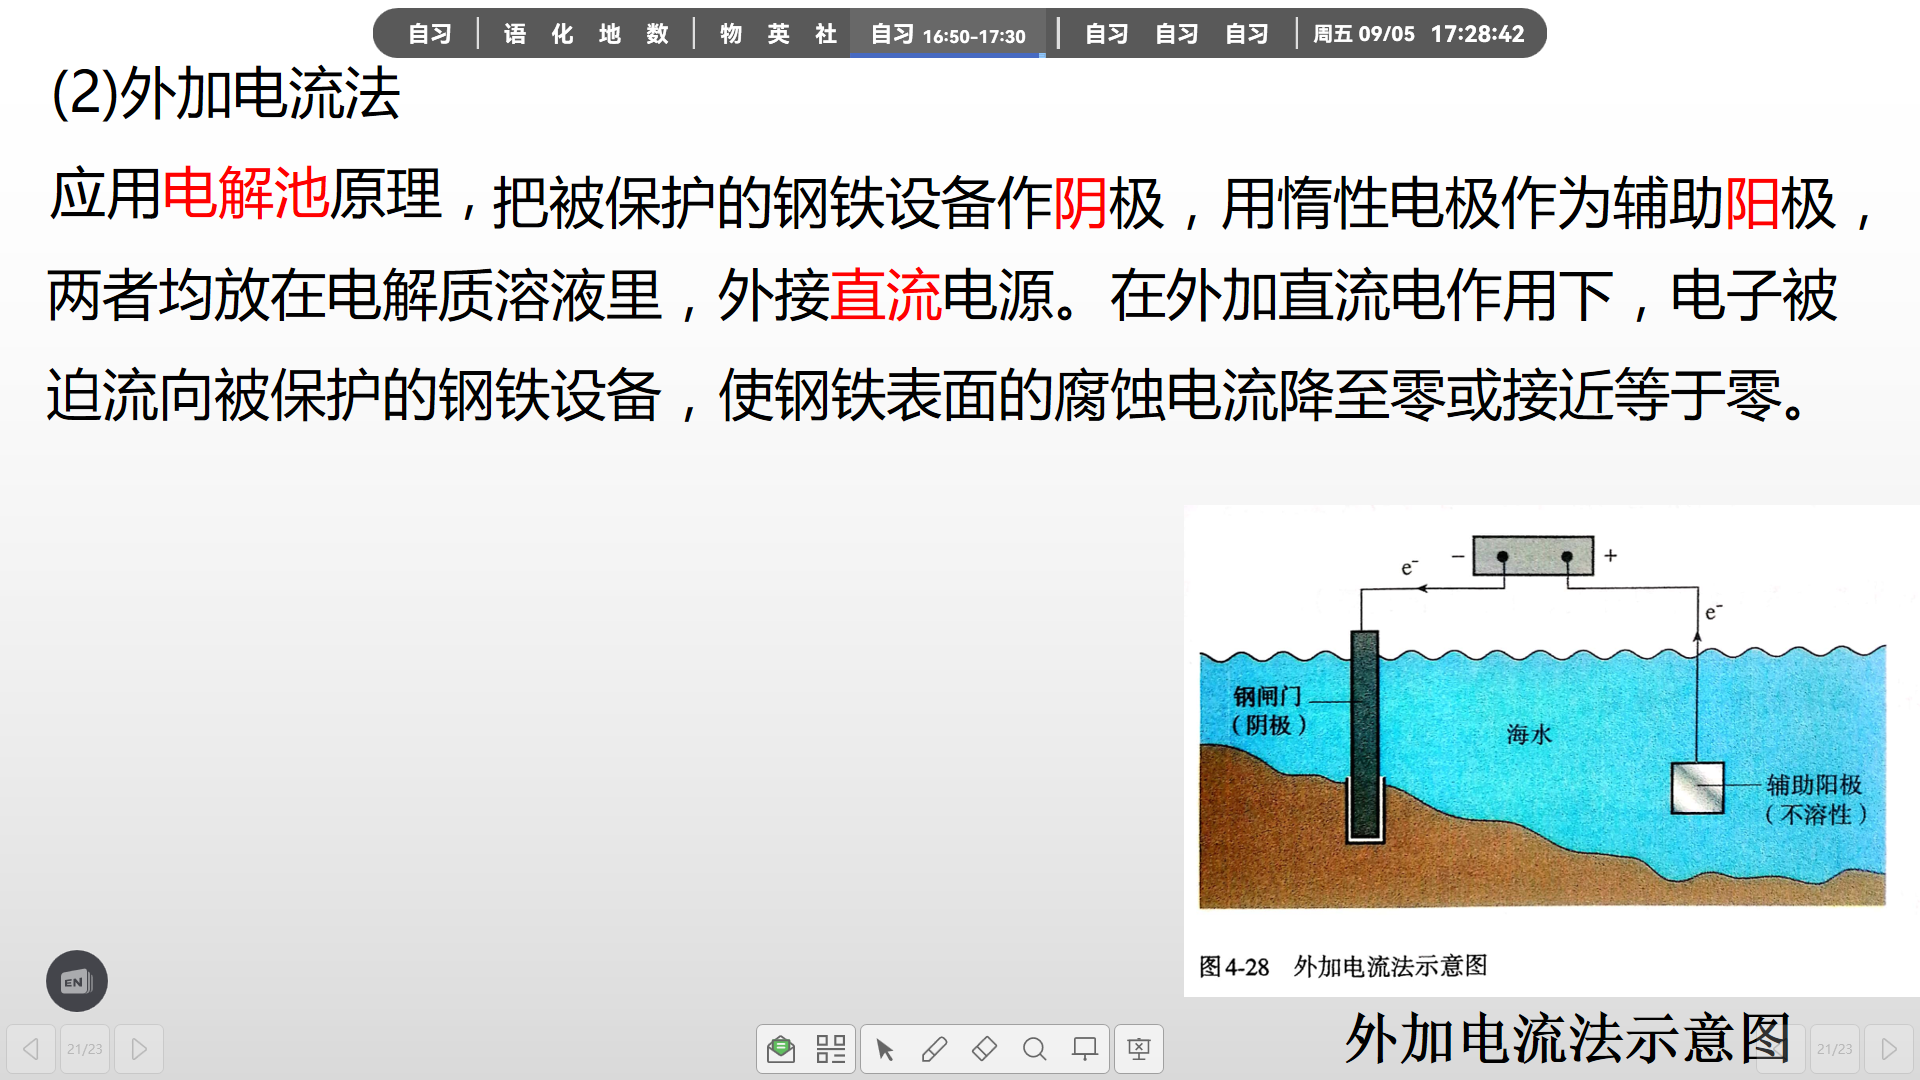 自习 语 化 地 数 物 英 社 自习 16:50-17:30 自习 自习 自习 周五 09/05 17:28:42
(2)外加电流法
应用电解池原理，把被保护的钢铁设备作阴极，用惰性电极作为辅助阳极，
两者均放在电解质溶液里，外接直流电源。在外加直流电作用下，电子被
迫流向被保护的钢铁设备，使钢铁表面的腐蚀电流降至零或接近等于零。
− +
e⁻
e⁻
钢闸门
（阴极）
海水
辅助阳极
（不溶性）
图4-28 外加电流法示意图
外加电流法示意图
EN
21/23
21/23